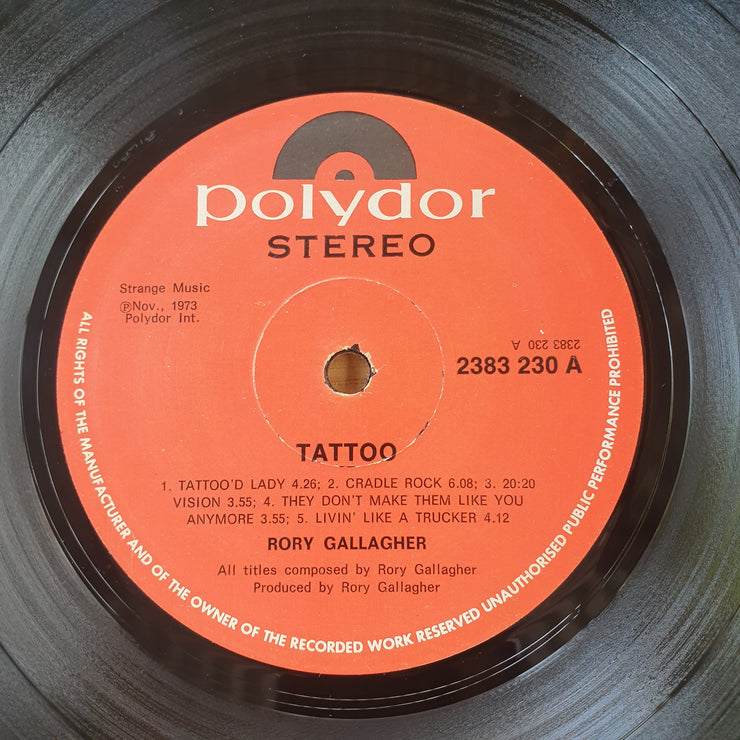 polydor
STEREO
Strange Music
ⓅNov., 1973
Polydor Int.
2383 230 A
2383 230 A
TATTOO
1. TATTOO'D LADY 4.26; 2. CRADLE ROCK 6.08; 3. 20:20
VISION 3.55; 4. THEY DON'T MAKE THEM LIKE YOU
ANYMORE 3.55; 5. LIVIN' LIKE A TRUCKER 4.12
RORY GALLAGHER
All titles composed by Rory Gallagher
Produced by Rory Gallagher
ALL RIGHTS OF THE MANUFACTURER AND OF THE OWNER OF THE RECORDED WORK RESERVED UNAUTHORISED PUBLIC PERFORMANCE PROHIBITED